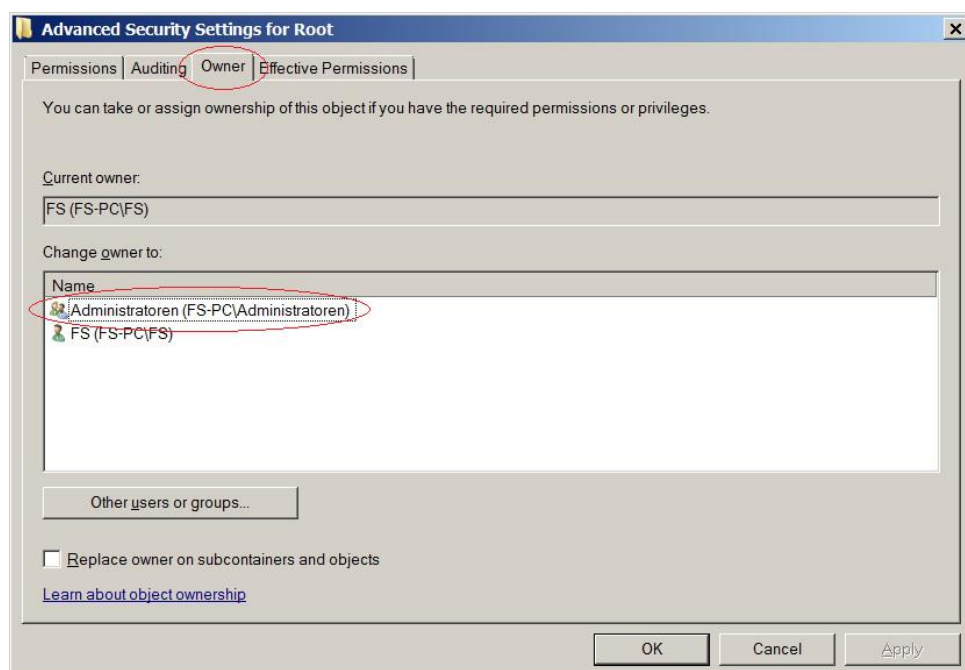 Advanced Security Settings for Root
Permissions Auditing Owner Effective Permissions
You can take or assign ownership of this object if you have the required permissions or privileges.
Current owner:
FS (FS-PC\FS)
Change owner to:
Name
Administratoren (FS-PC\Administratoren)
FS (FS-PC\FS)
Other users or groups...
Replace owner on subcontainers and objects
Learn about object ownership
OK Cancel Apply